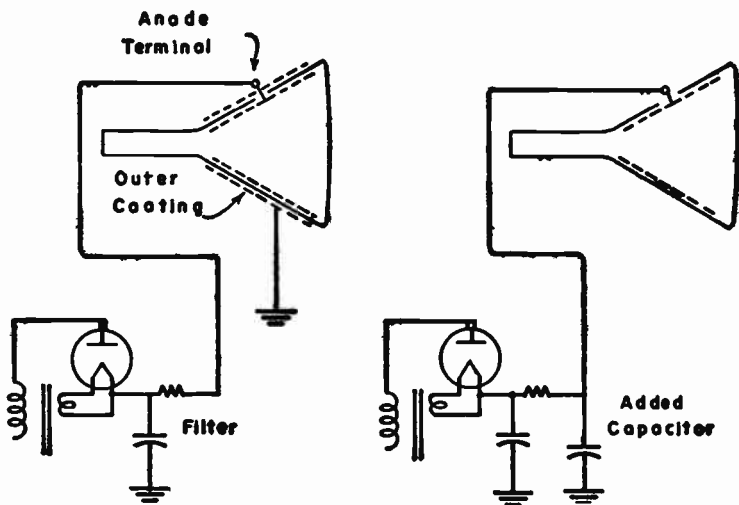 Anode
Terminal
Outer
Coating
Filter
Added
Capacitor